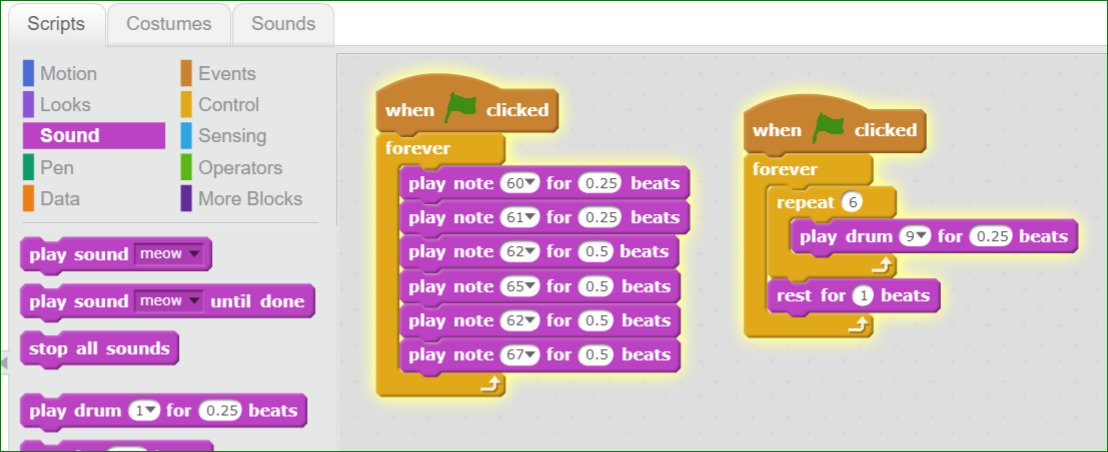 Scripts Costumes Sounds
Motion Events
Looks Control
Sound Sensing
Pen Operators
Data More Blocks
play sound meow
play sound meow until done
stop all sounds
play drum 1 for 0.25 beats
when clicked
forever
play note 60 for 0.25 beats
play note 61 for 0.25 beats
play note 62 for 0.5 beats
play note 65 for 0.5 beats
play note 62 for 0.5 beats
play note 67 for 0.5 beats
when clicked
forever
repeat 6
play drum 9 for 0.25 beats
rest for 1 beats